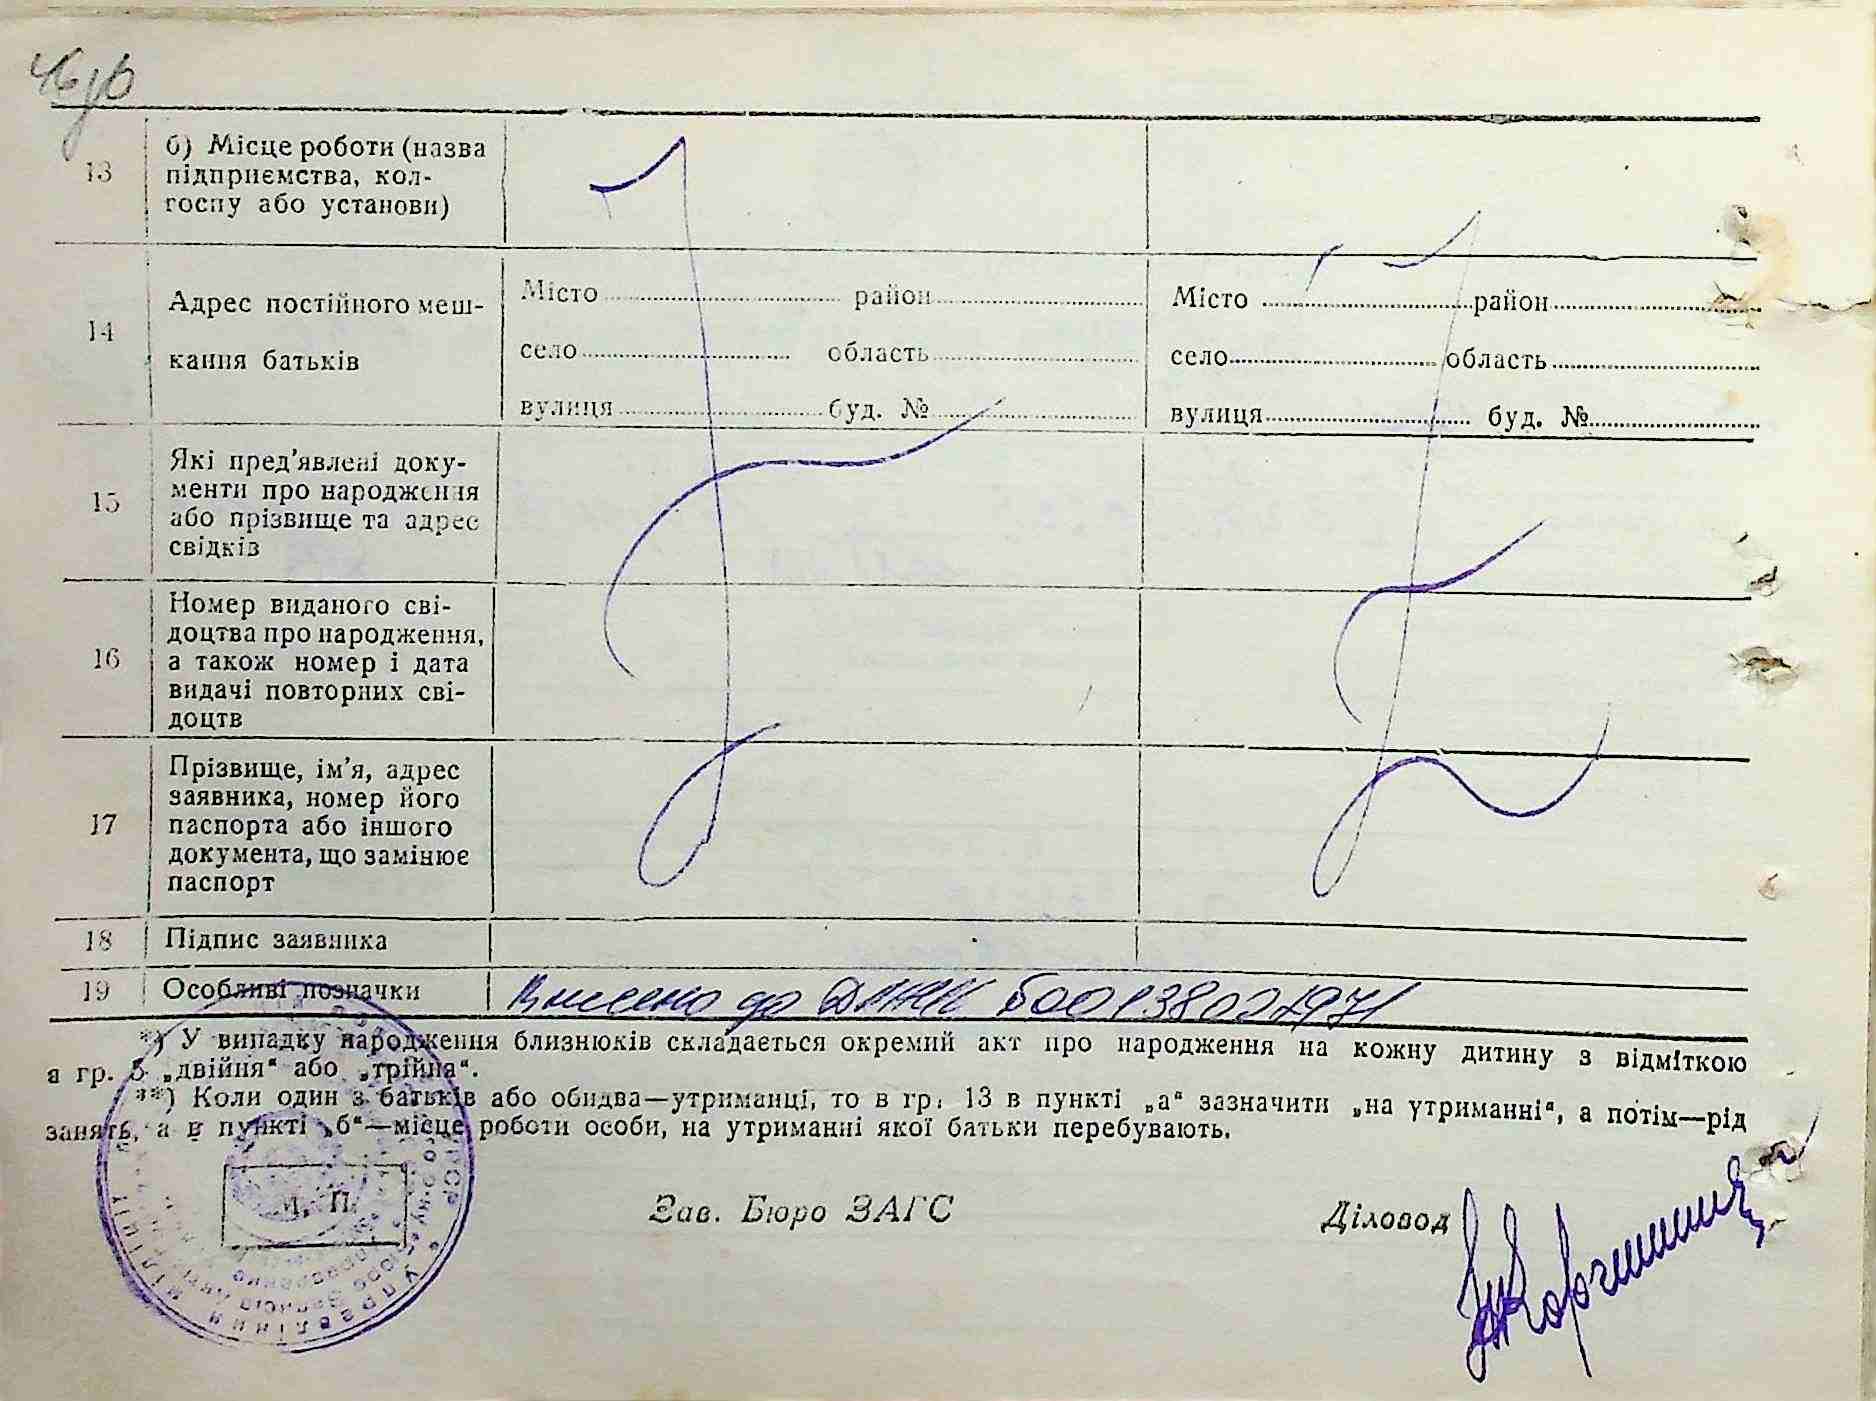 13
б) Місце роботи (назва
підприємства, кол-
госпу або установи)
14
Адрес постійного меш-
кання батьків
Місто район
село область
вулиця буд. №
Місто район
село область
вулиця буд. №
15
Які пред'явлені доку-
менти про народження
або прізвище та адрес
свідків
16
Номер виданого сві-
доцтва про народження,
а також номер і дата
видачі повторних сві-
доцтв
17
Прізвище, ім'я, адрес
заявника, номер його
паспорта або іншого
документа, що замінює
паспорт
18
Підпис заявника
19
Особливі позначки
Внесено до
*) У випадку народження близнюків складається окремий акт про народження на кожну дитину з відміткою
в гр. 5 „двійня“ або „трійня“.
**) Коли один з батьків або обидва—утриманці, то в гр. 13 в пункті „а“ зазначити „на утриманні“, а потім—рід
занять, а в пункті „б“—місце роботи особи, на утриманні якої батьки перебувають.
М. П.
Зав. Бюро ЗАГС
Діловод
Управління міліції